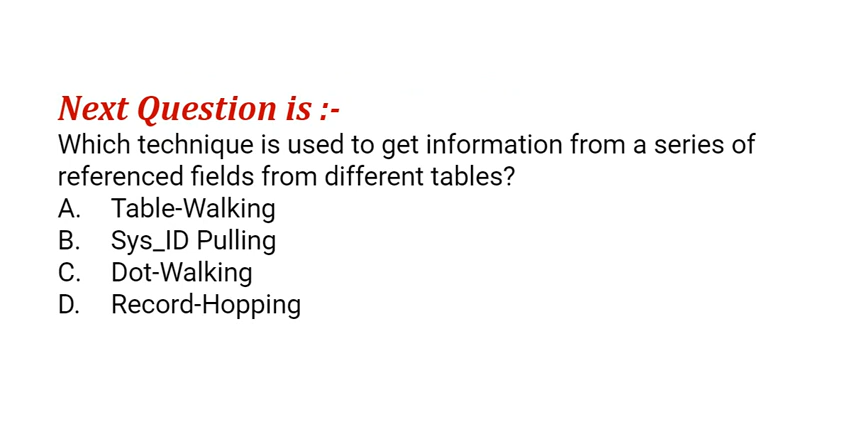 Next Question is :-
Which technique is used to get information from a series of
referenced fields from different tables?
A. Table-Walking
B. Sys_ID Pulling
C. Dot-Walking
D. Record-Hopping